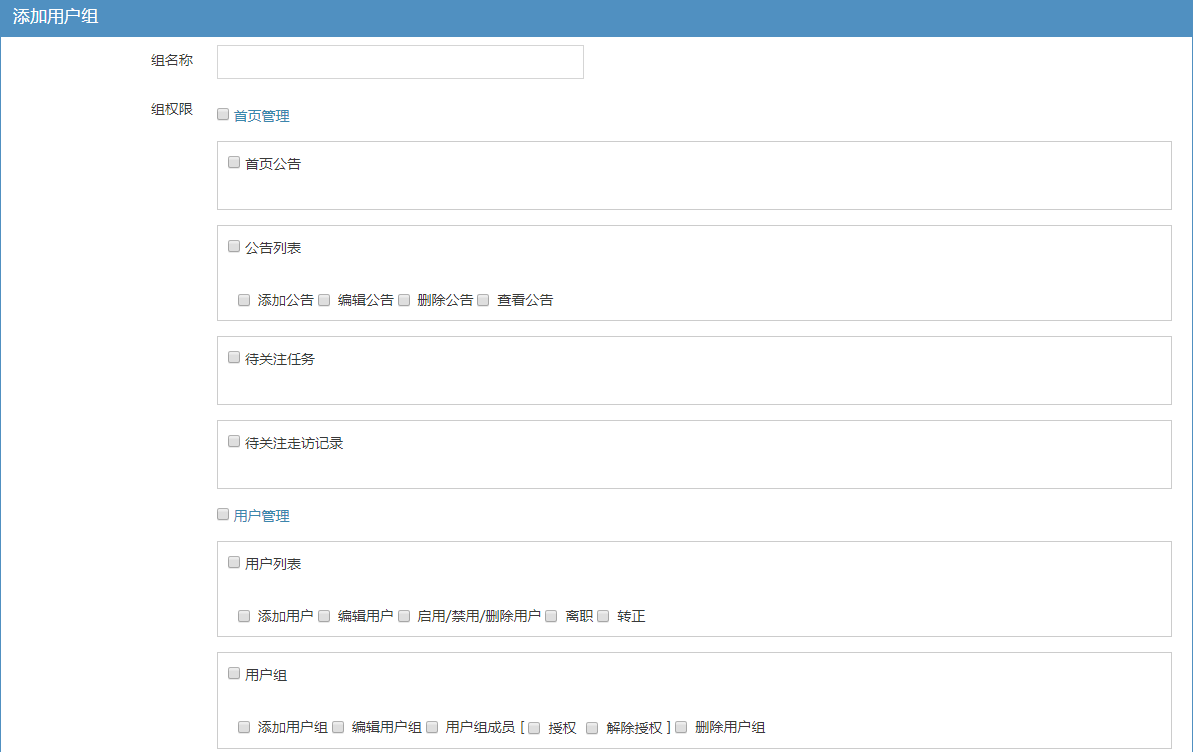 添加用户组
组名称
组权限
首页管理
首页公告
公告列表
添加公告 编辑公告 删除公告 查看公告
待关注任务
待关注走访记录
用户管理
用户列表
添加用户 编辑用户 启用/禁用/删除用户 离职 转正
用户组
添加用户组 编辑用户组 用户组成员 [ 授权 解除授权 ] 删除用户组